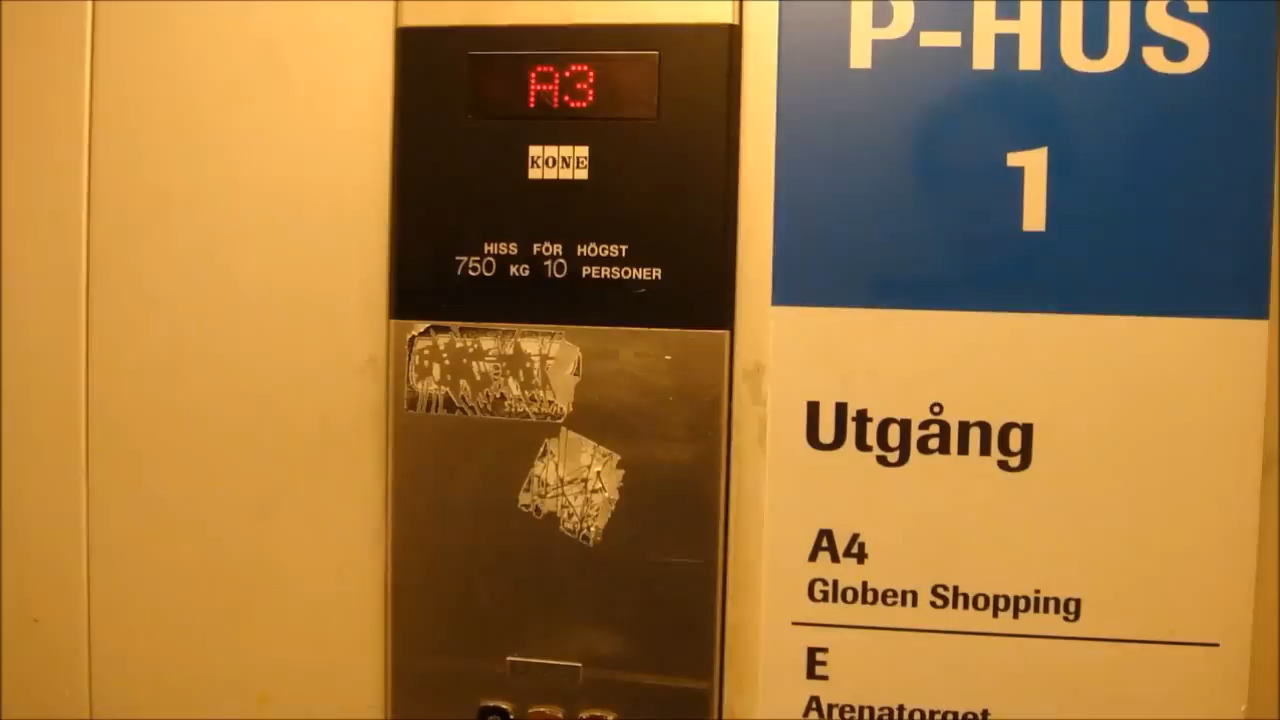 A3
KONE
HISS FÖR HÖGST
750 KG 10 PERSONER
P-HUS
1
Utgång
A4
Globen Shopping
E
Arenatorget